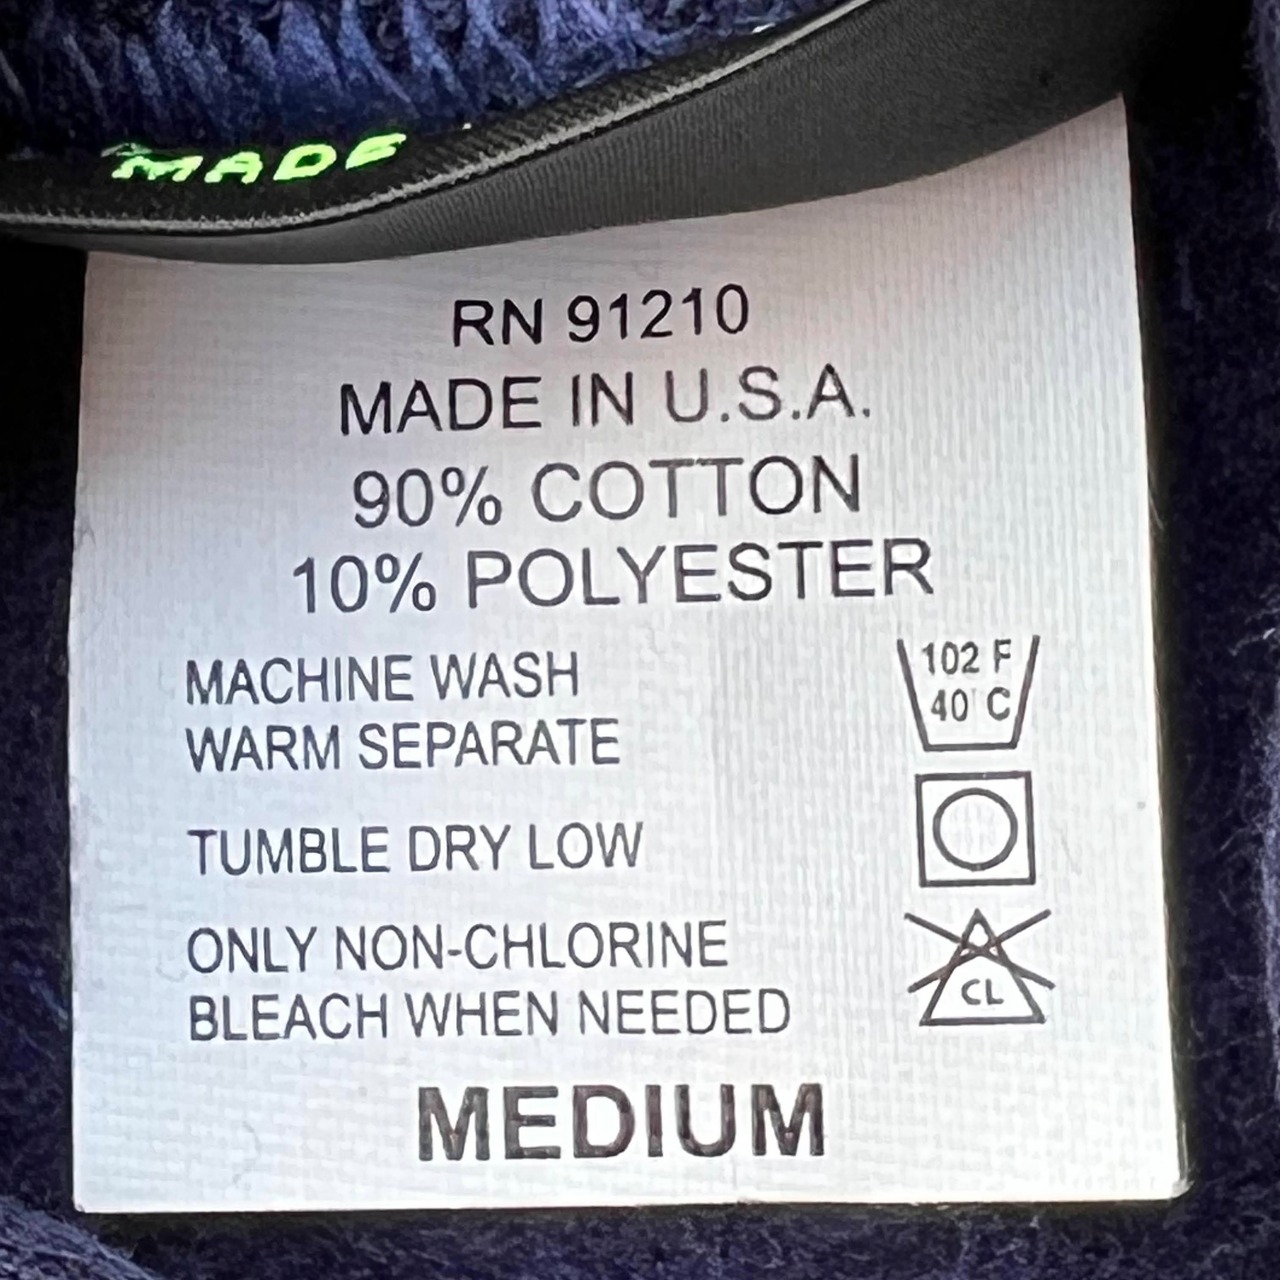 MADE
RN 91210
MADE IN U.S.A.
90% COTTON
10% POLYESTER
MACHINE WASH
WARM SEPARATE
102 F
40 C
TUMBLE DRY LOW
ONLY NON-CHLORINE
BLEACH WHEN NEEDED
CL
MEDIUM